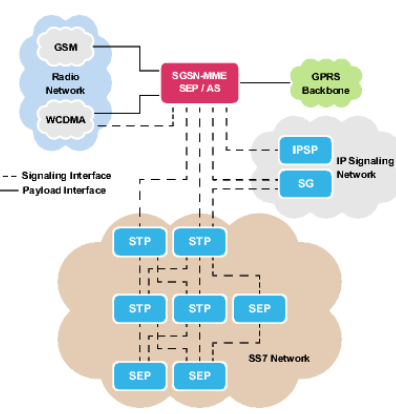 GSM
Radio
Network
WCDMA
SGSN-MME
SEP / AS
GPRS
Backbone
IPSP
SG
IP Signaling
Network
Signaling Interface
Payload Interface
STP
STP
STP
STP
SEP
SS7 Network
SEP
SEP